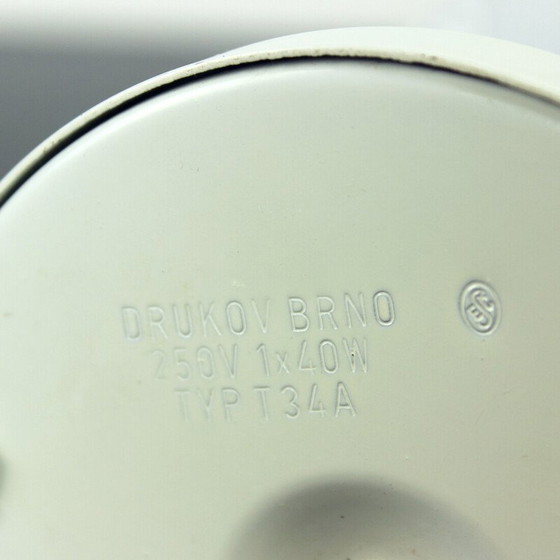 DRUKOV BRNO
250V 1x40W
TYP T34A